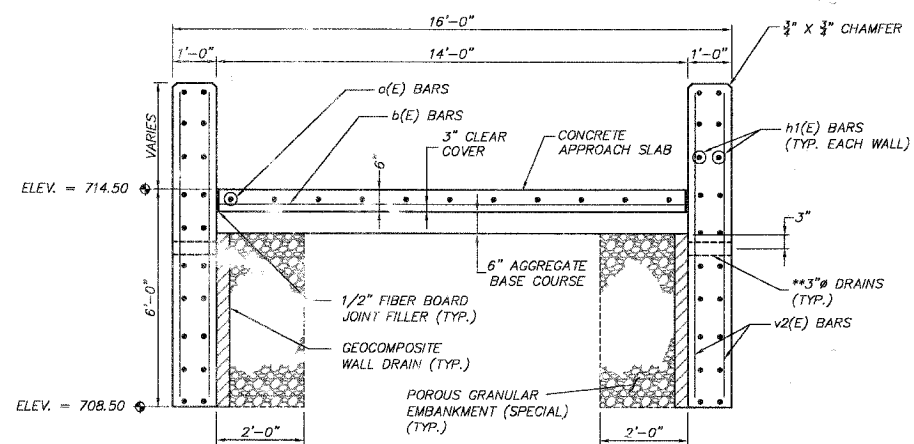 16'-0"
1'-0"
14'-0"
1'-0"
3/4" X 3/4" CHAMFER
a(E) BARS
b(E) BARS
3" CLEAR
COVER
6"
CONCRETE
APPROACH SLAB
h1(E) BARS
(TYP. EACH WALL)
VARIES
ELEV. = 714.50
3"
6'-0"
6" AGGREGATE
BASE COURSE
**3"ø DRAINS
(TYP.)
1/2" FIBER BOARD
JOINT FILLER (TYP.)
v2(E) BARS
GEOCOMPOSITE
WALL DRAIN (TYP.)
POROUS GRANULAR
EMBANKMENT (SPECIAL)
(TYP.)
ELEV. = 708.50
2'-0"
2'-0"